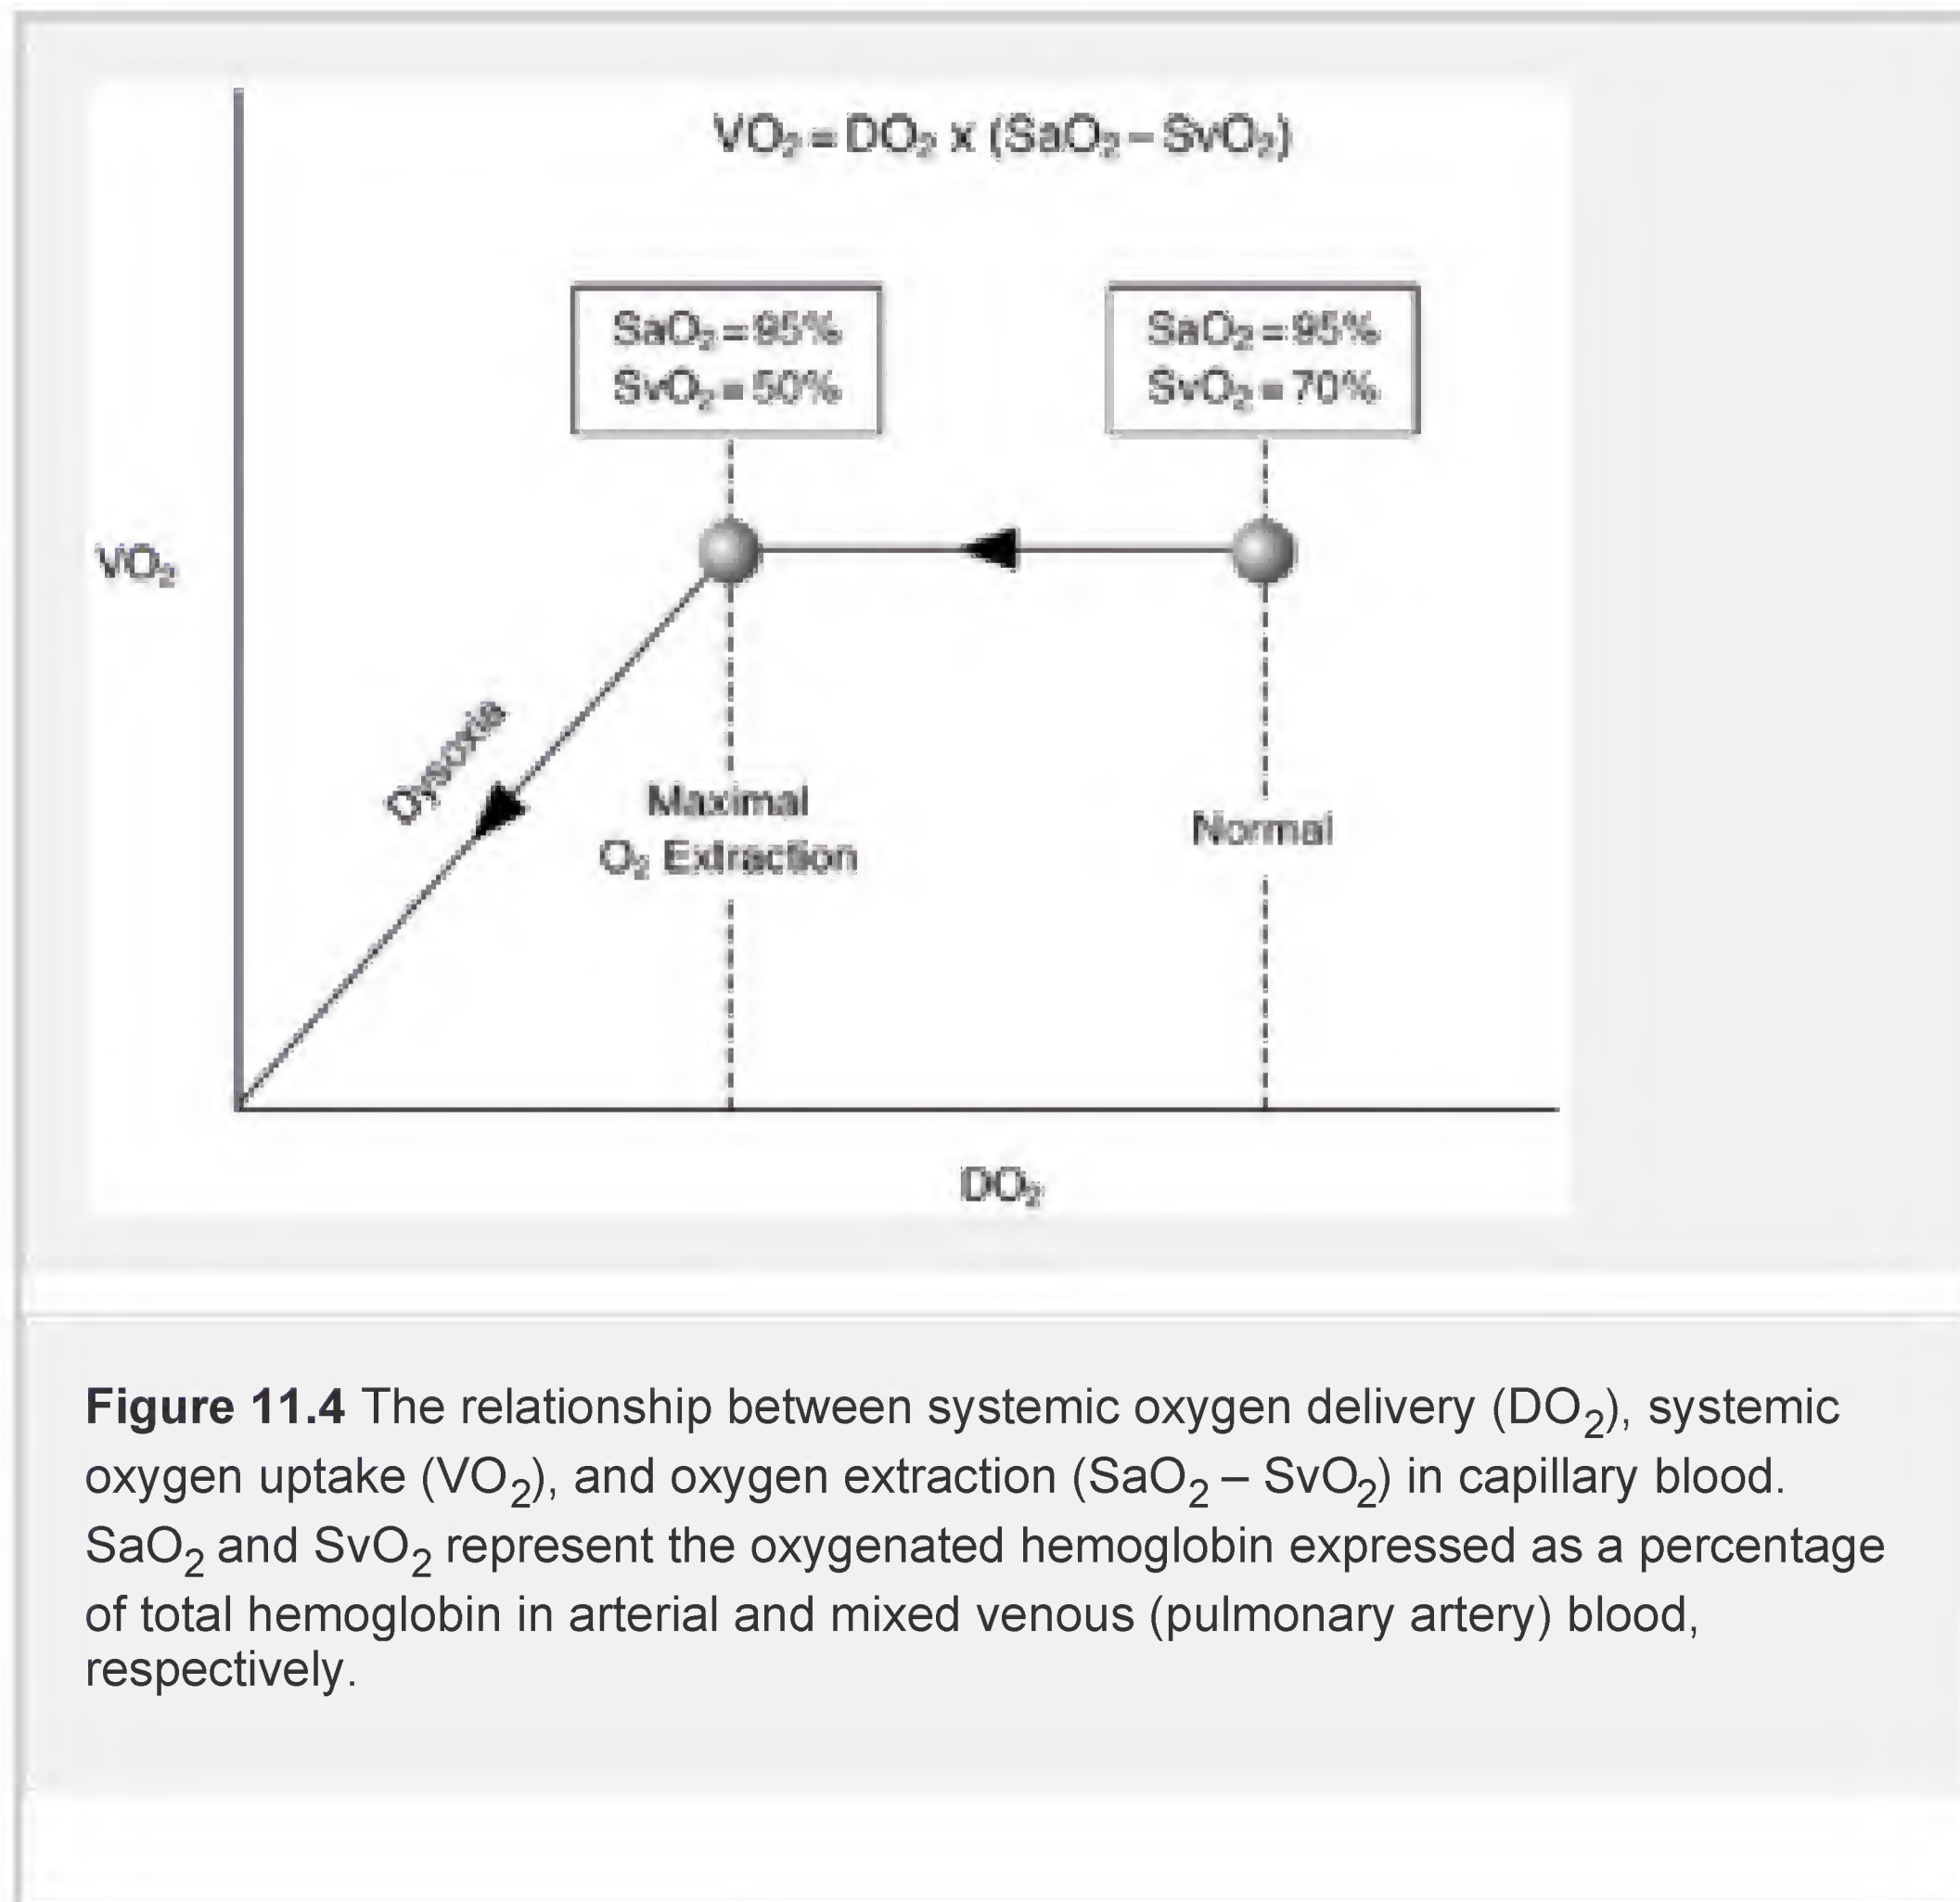 VO₂ = DO₂ x (SaO₂ – SvO₂)
SaO₂ = 95%
SvO₂ = 50%
SaO₂ = 95%
SvO₂ = 70%
VO₂
Dysoxia
Maximal
O₂ Extraction
Normal
DO₂
Figure 11.4 The relationship between systemic oxygen delivery (DO₂), systemic
oxygen uptake (VO₂), and oxygen extraction (SaO₂ – SvO₂) in capillary blood.
SaO₂ and SvO₂ represent the oxygenated hemoglobin expressed as a percentage
of total hemoglobin in arterial and mixed venous (pulmonary artery) blood,
respectively.